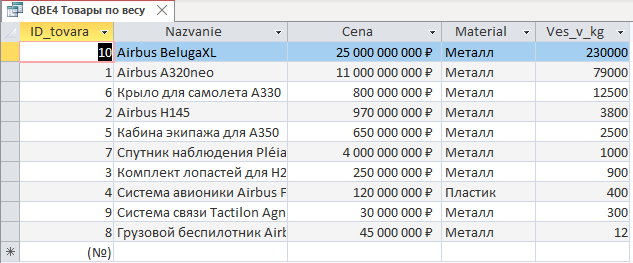 QBE4 Товары по весу
ID_tovara Nazvanie Cena Material Ves_v_kg
10 Airbus BelugaXL 25 000 000 000 ₽ Металл 230000
1 Airbus A320neo 11 000 000 000 ₽ Металл 79000
6 Крыло для самолета А330 800 000 000 ₽ Металл 12500
2 Airbus H145 970 000 000 ₽ Металл 3800
5 Кабина экипажа для A350 650 000 000 ₽ Металл 2500
7 Спутник наблюдения Pléia 4 000 000 000 ₽ Металл 1000
3 Комплект лопастей для H2 250 000 000 ₽ Металл 900
4 Система авионики Airbus F 120 000 000 ₽ Пластик 400
9 Система связи Tactilon Agn 30 000 000 ₽ Металл 300
8 Грузовой беспилотник Airb 45 000 000 ₽ Металл 12
* (№)